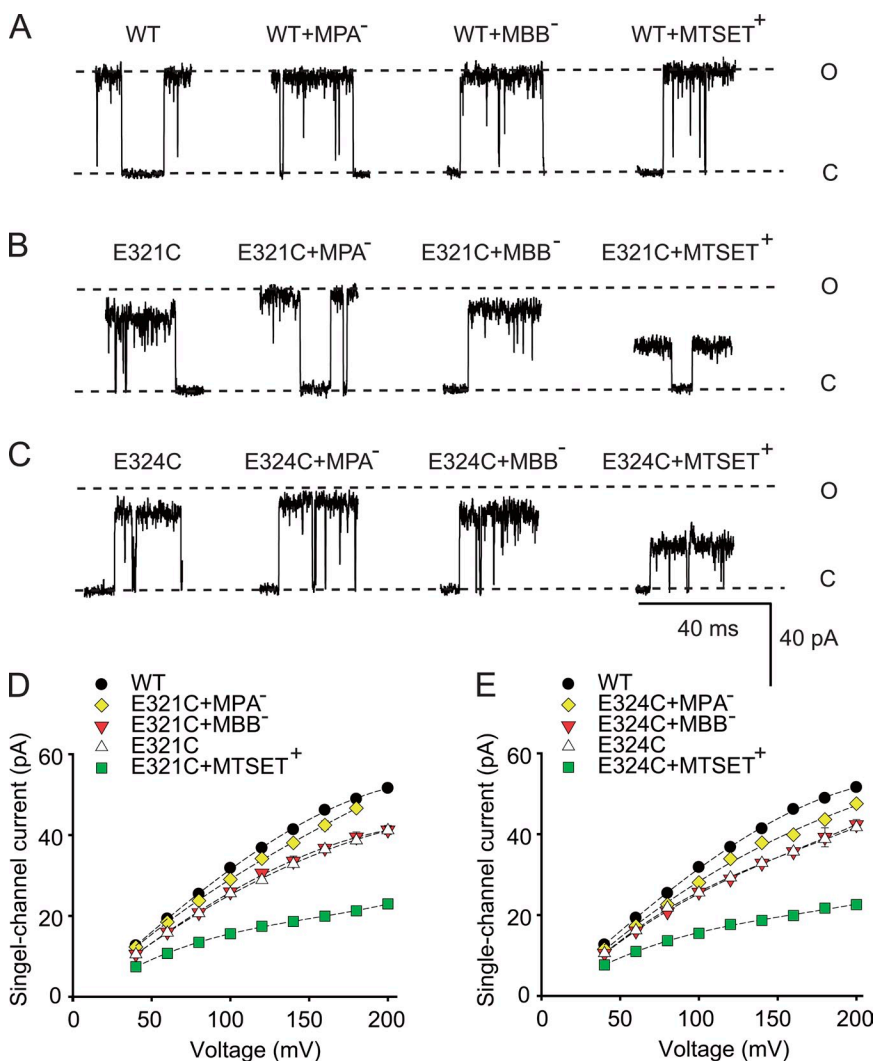 A
WT WT+MPA⁻ WT+MBB⁻ WT+MTSET⁺
O
C
B
E321C E321C+MPA⁻ E321C+MBB⁻ E321C+MTSET⁺
O
C
C
E324C E324C+MPA⁻ E324C+MBB⁻ E324C+MTSET⁺
O
C
40 ms
40 pA
D
WT
E321C+MPA⁻
E321C+MBB⁻
E321C
E321C+MTSET⁺
Singel-channel current (pA)
60
40
20
0
0 50 100 150 200
Voltage (mV)
E
WT
E324C+MPA⁻
E324C+MBB⁻
E324C
E324C+MTSET⁺
Single-channel current (pA)
60
40
20
0
0 50 100 150 200
Voltage (mV)